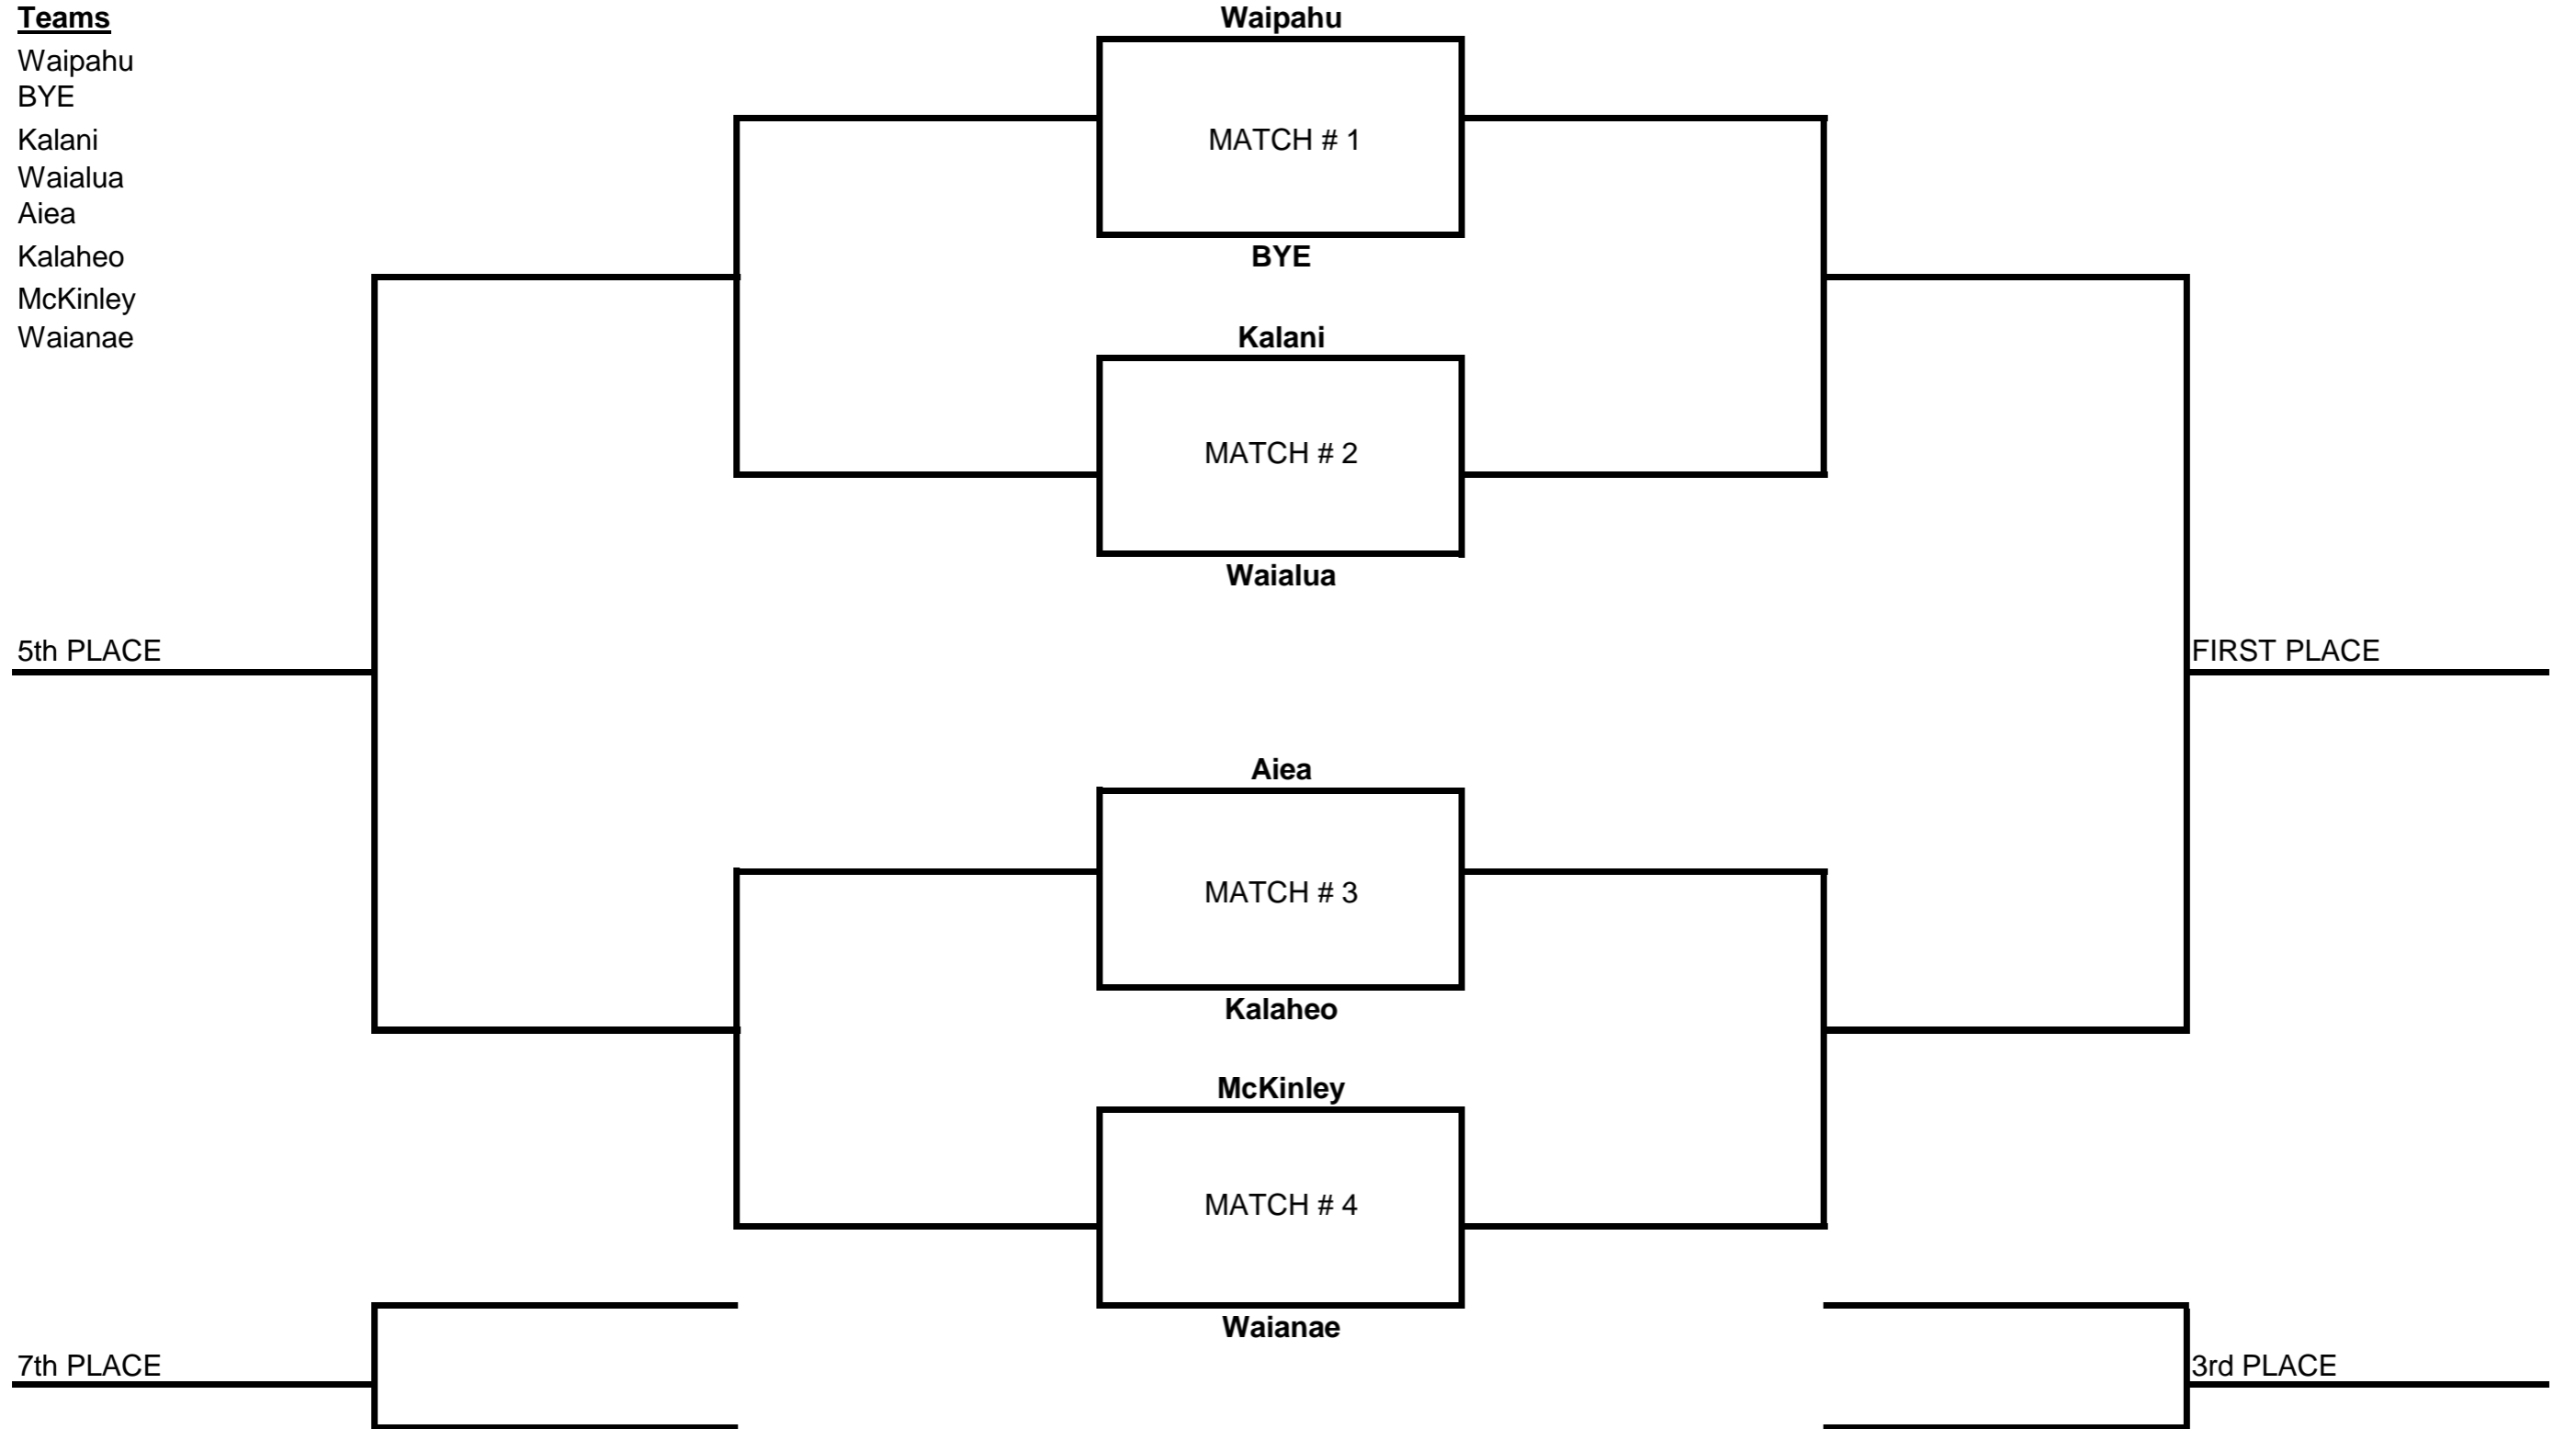 Teams
Waipahu
BYE
Kalani
Waialua
Aiea
Kalaheo
McKinley
Waianae
Waipahu
MATCH # 1
BYE
Kalani
MATCH # 2
Waialua
5th PLACE
FIRST PLACE
Aiea
MATCH # 3
Kalaheo
McKinley
MATCH # 4
Waianae
7th PLACE
3rd PLACE